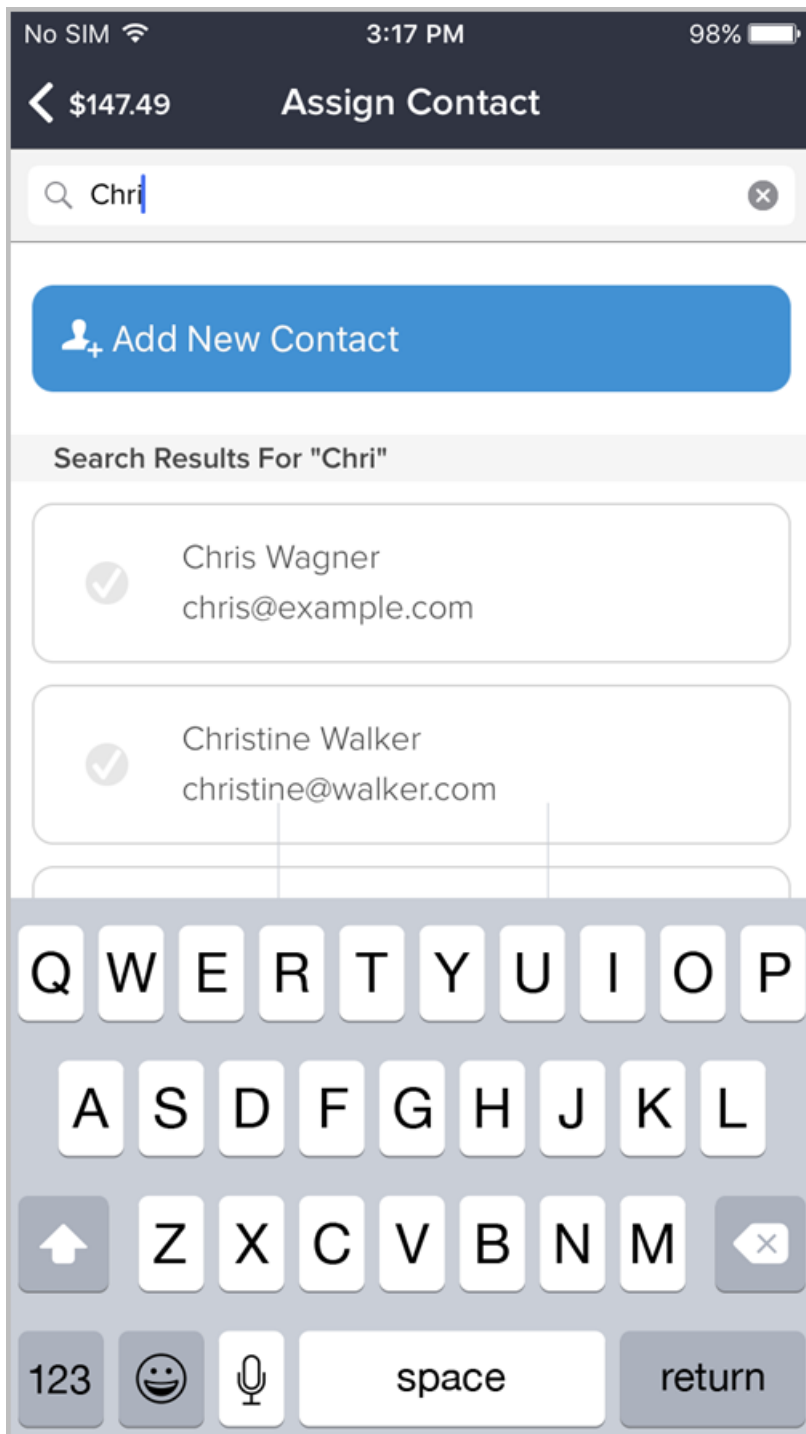 No SIM 3:17 PM 98%
$147.49 Assign Contact
Chri
Add New Contact
Search Results For "Chri"
Chris Wagner
chris@example.com
Christine Walker
christine@walker.com
Q W E R T Y U I O P
A S D F G H J K L
Z X C V B N M
123 space return